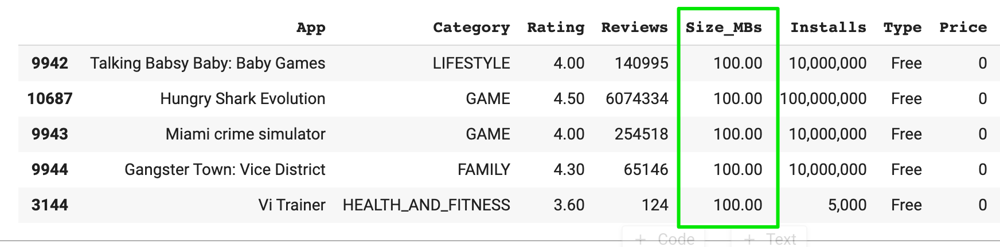 App Category Rating Reviews Size_MBs Installs Type Price
9942 Talking Babsy Baby: Baby Games LIFESTYLE 4.00 140995 100.00 10,000,000 Free 0
10687 Hungry Shark Evolution GAME 4.50 6074334 100.00 100,000,000 Free 0
9943 Miami crime simulator GAME 4.00 254518 100.00 10,000,000 Free 0
9944 Gangster Town: Vice District FAMILY 4.30 65146 100.00 10,000,000 Free 0
3144 Vi Trainer HEALTH_AND_FITNESS 3.60 124 100.00 5,000 Free 0
+ Code + Text